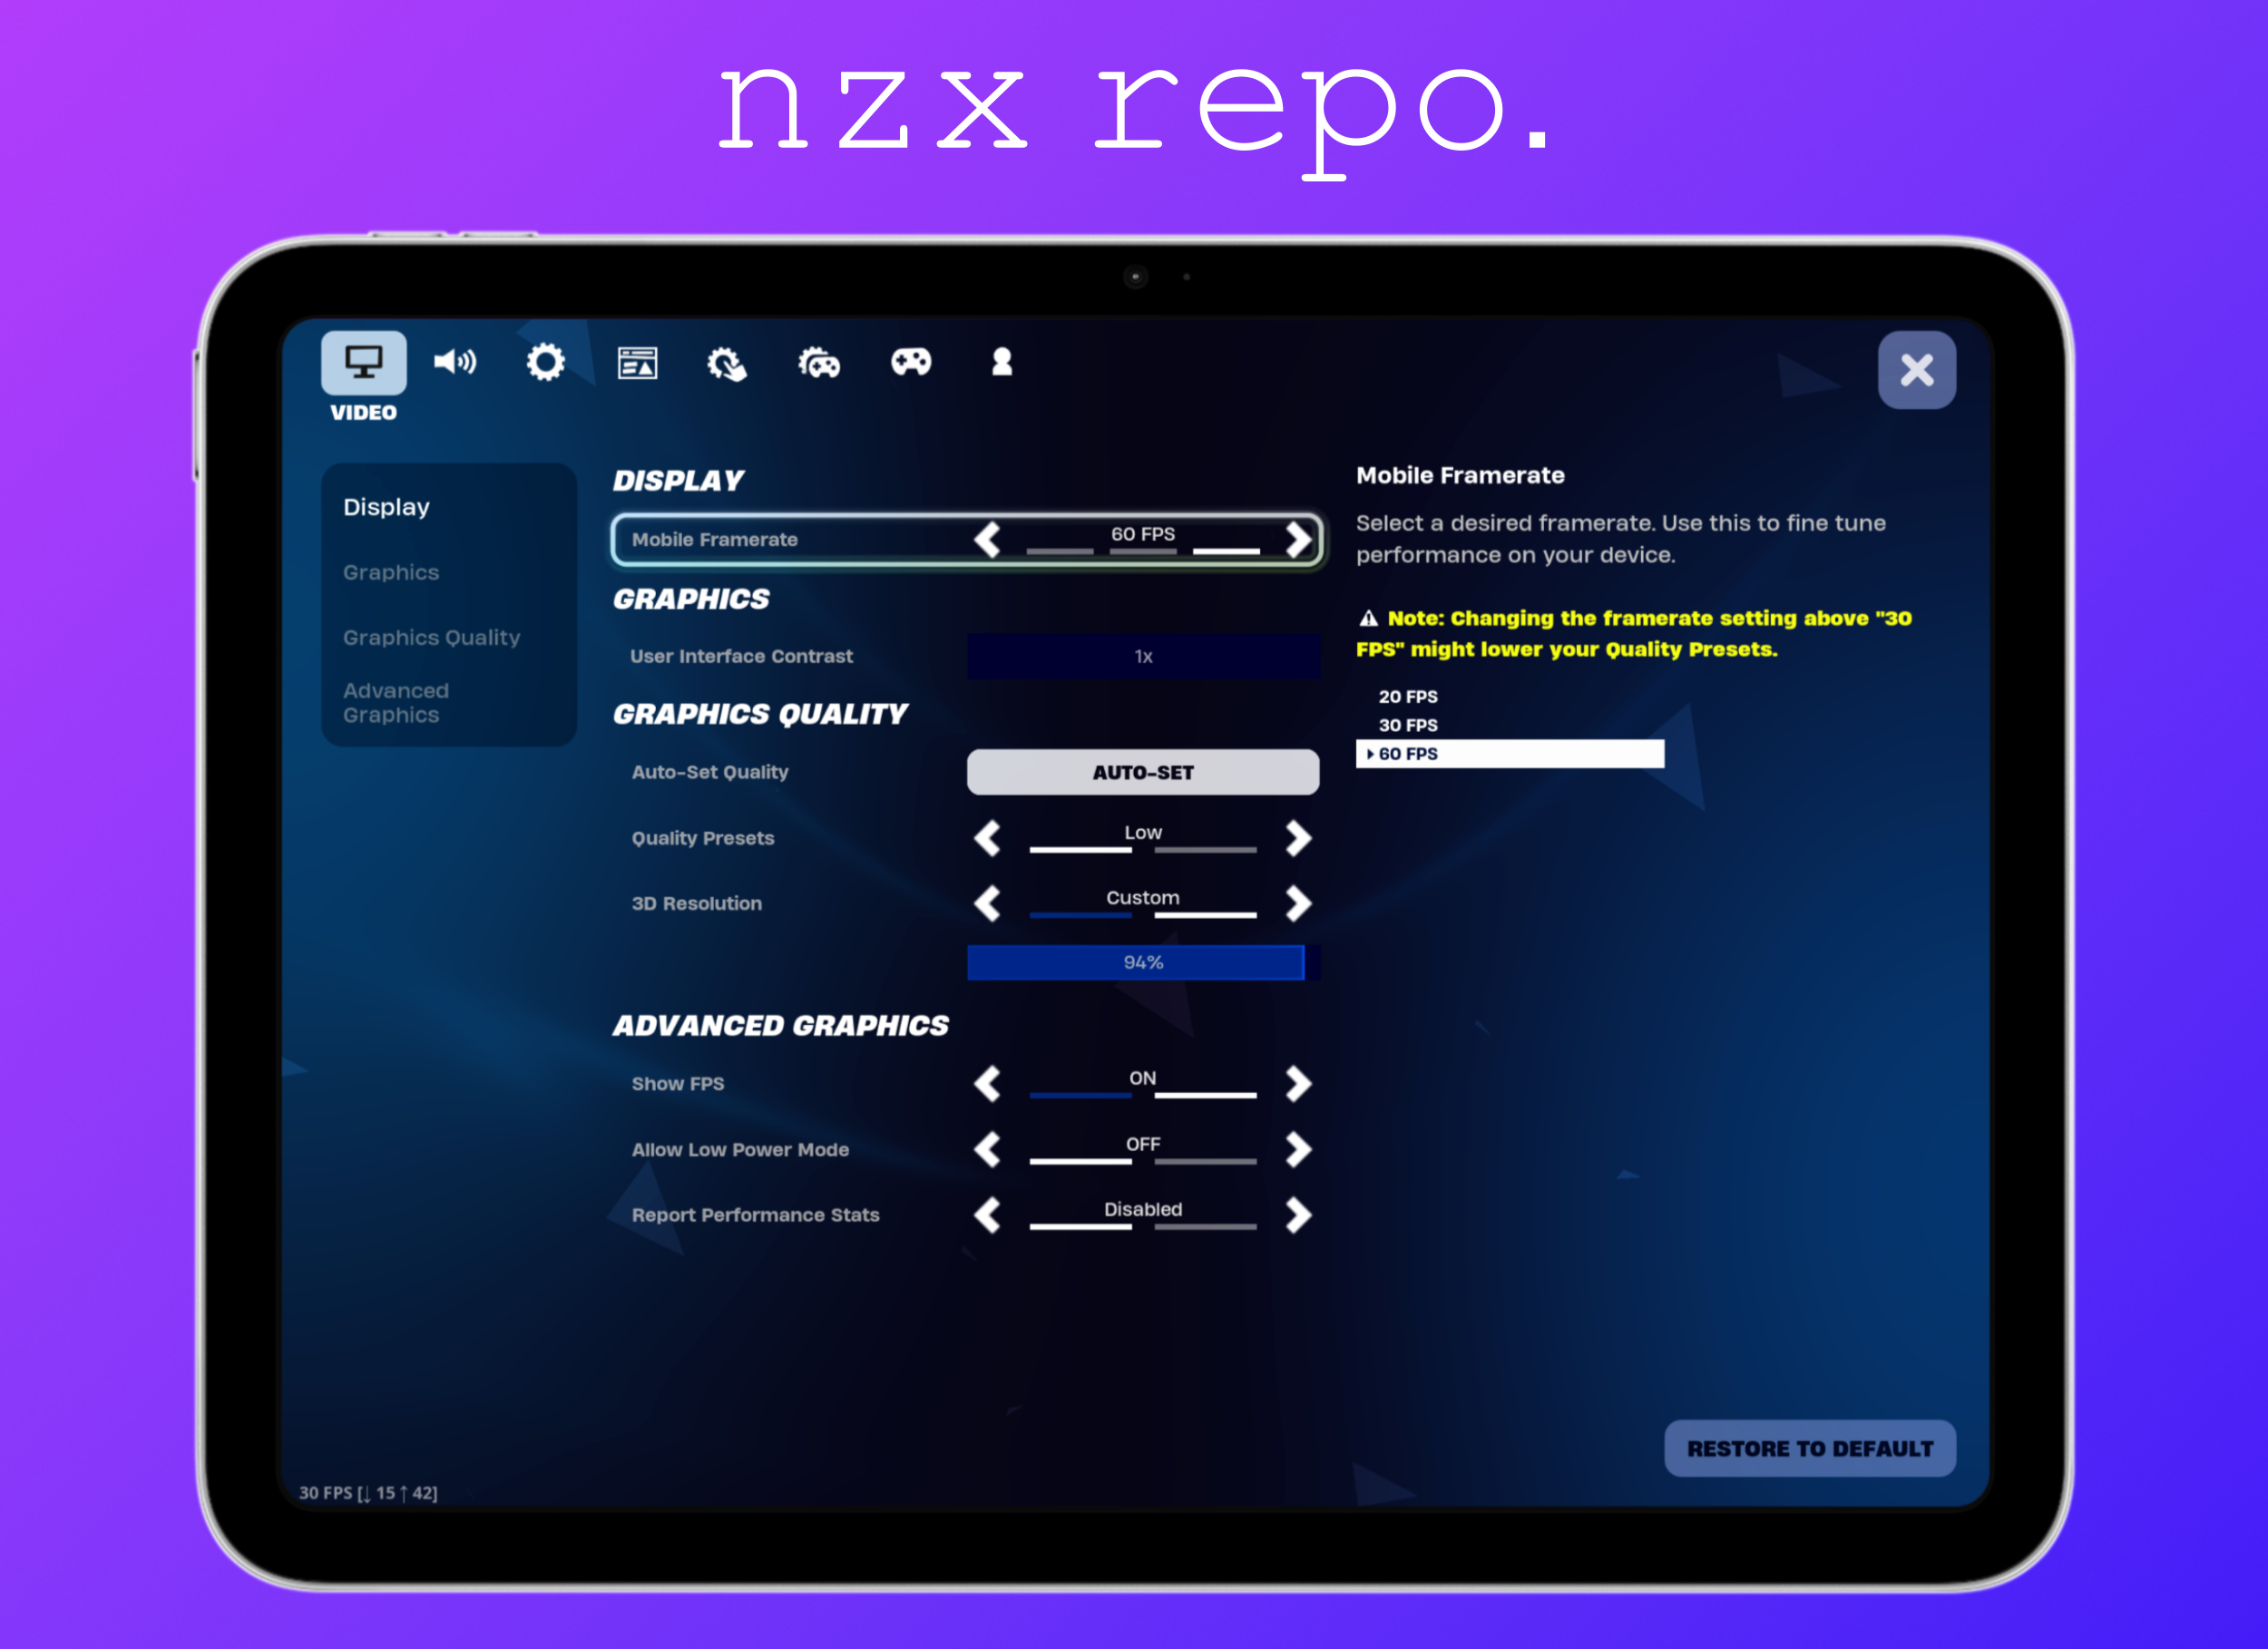 nzx repo.
VIDEO
Display
Graphics
Graphics Quality
Advanced
Graphics
DISPLAY
Mobile Framerate
60 FPS
GRAPHICS
User Interface Contrast
1x
GRAPHICS QUALITY
Auto-Set Quality
AUTO-SET
Quality Presets
Low
3D Resolution
Custom
94%
ADVANCED GRAPHICS
Show FPS
ON
Allow Low Power Mode
OFF
Report Performance Stats
Disabled
Mobile Framerate
Select a desired framerate. Use this to fine tune
performance on your device.
Note: Changing the framerate setting above "30
FPS" might lower your Quality Presets.
20 FPS
30 FPS
60 FPS
RESTORE TO DEFAULT
30 FPS [↓ 15 ↑ 42]